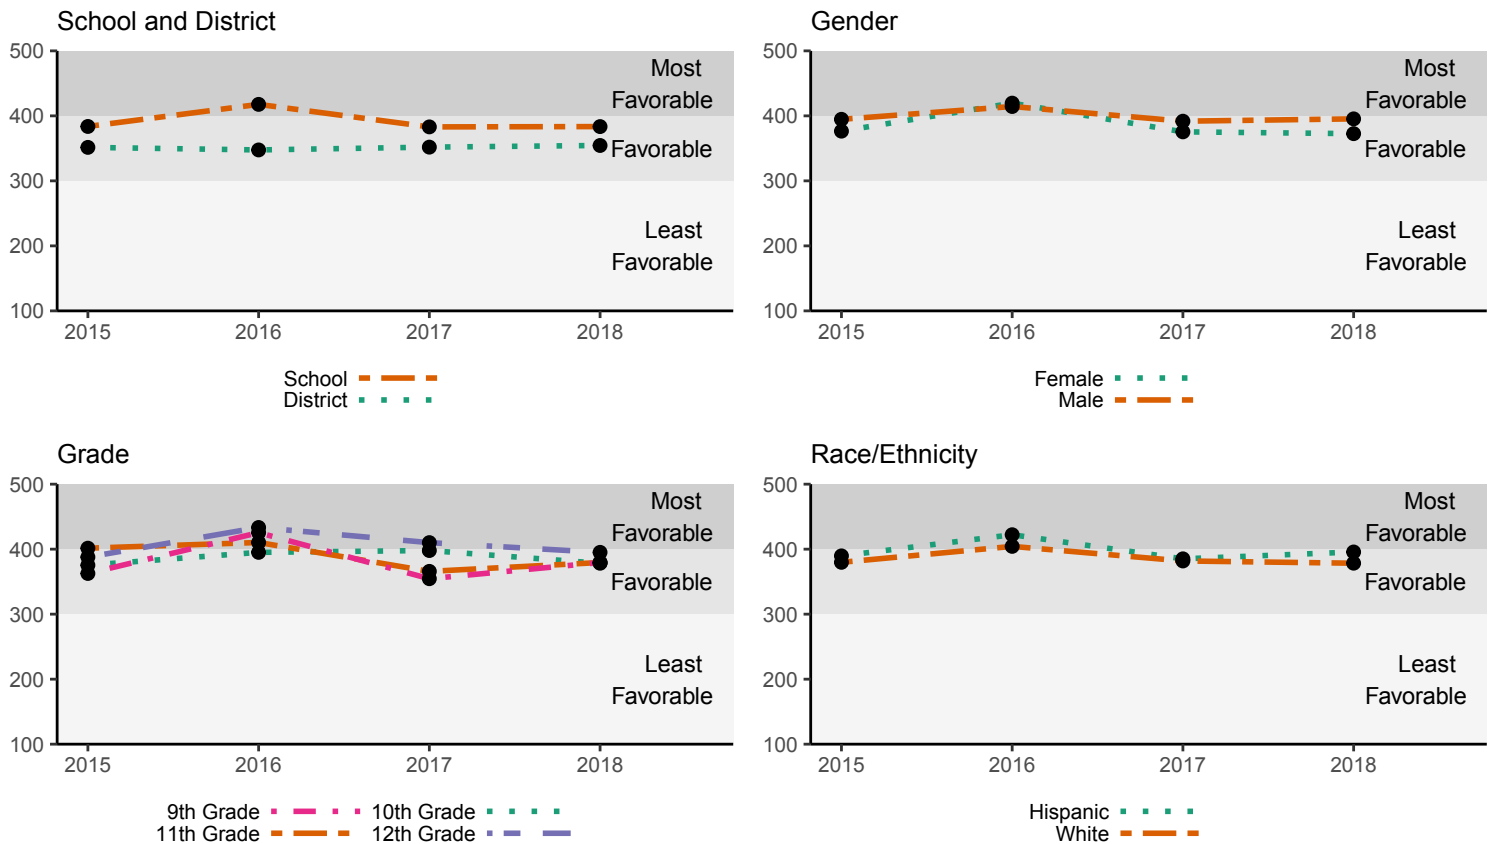 School and District
500
400
300
200
100
Most
Favorable
Favorable
Least
Favorable
2015 2016 2017 2018
School
District
Gender
500
400
300
200
100
Most
Favorable
Favorable
Least
Favorable
2015 2016 2017 2018
Female
Male
Grade
500
400
300
200
100
Most
Favorable
Favorable
Least
Favorable
2015 2016 2017 2018
9th Grade 10th Grade
11th Grade 12th Grade
Race/Ethnicity
500
400
300
200
100
Most
Favorable
Favorable
Least
Favorable
2015 2016 2017 2018
Hispanic
White